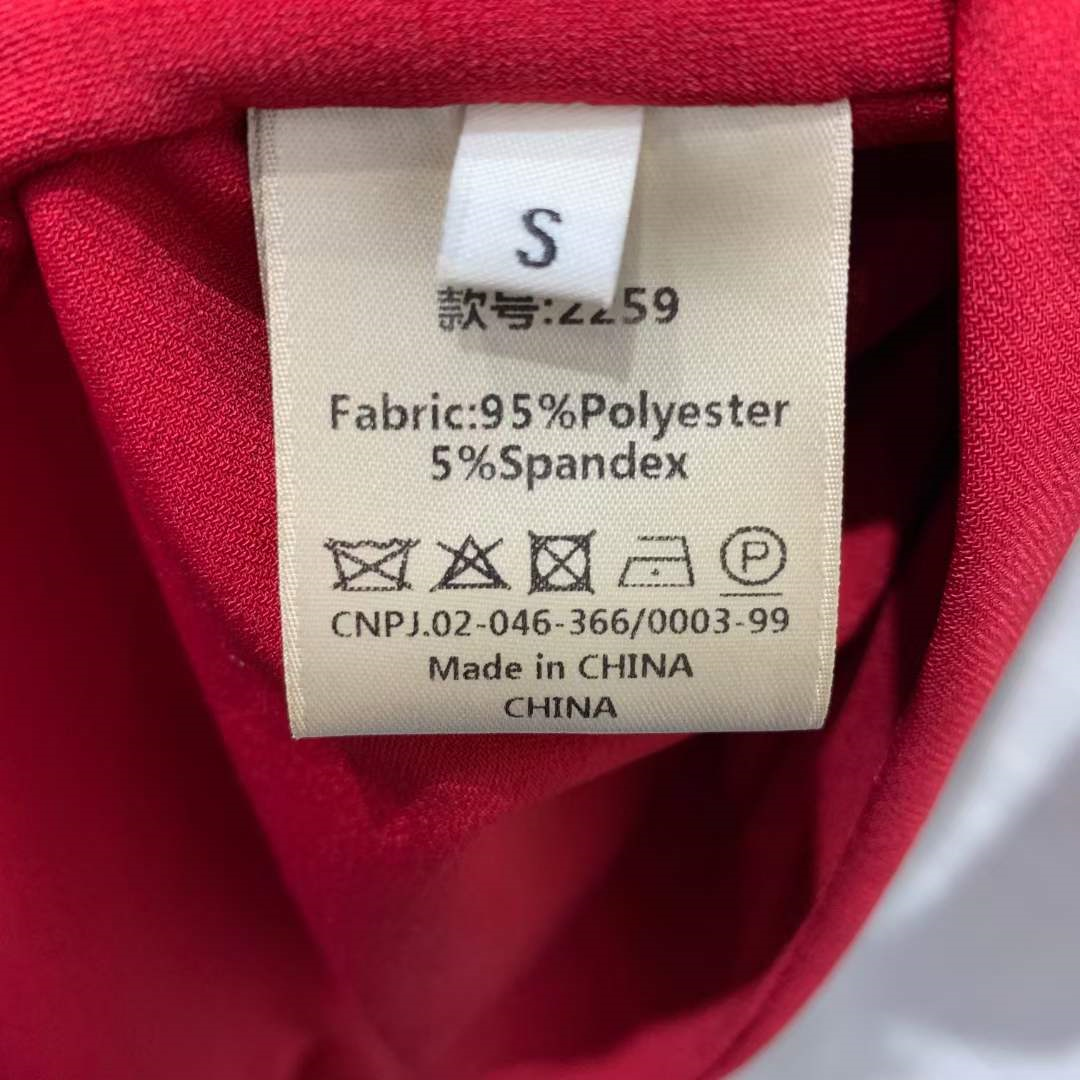 S
款号:2259
Fabric:95%Polyester
5%Spandex
P
CNPJ.02-046-366/0003-99
Made in CHINA
CHINA